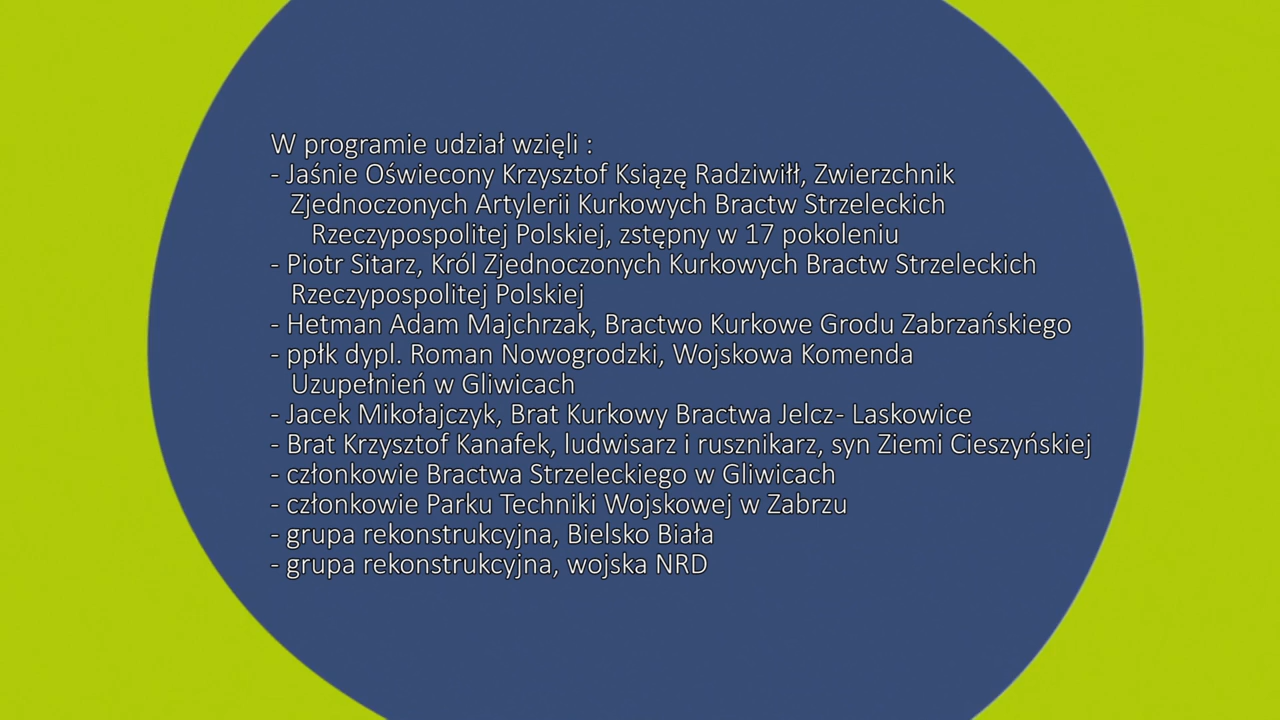 W programie udział wzięli :
- Jaśnie Oświecony Krzysztof Książę Radziwiłł, Zwierzchnik
Zjednoczonych Artylerii Kurkowych Bractw Strzeleckich
Rzeczypospolitej Polskiej, zstępny w 17 pokoleniu
- Piotr Sitarz, Król Zjednoczonych Kurkowych Bractw Strzeleckich
Rzeczypospolitej Polskiej
- Hetman Adam Majchrzak, Bractwo Kurkowe Grodu Zabrzańskiego
- ppłk dypl. Roman Nowogrodzki, Wojskowa Komenda
Uzupełnień w Gliwicach
- Jacek Mikołajczyk, Brat Kurkowy Bractwa Jelcz- Laskowice
- Brat Krzysztof Kanafek, ludwisarz i rusznikarz, syn Ziemi Cieszyńskiej
- członkowie Bractwa Strzeleckiego w Gliwicach
- członkowie Parku Techniki Wojskowej w Zabrzu
- grupa rekonstrukcyjna, Bielsko Biała
- grupa rekonstrukcyjna, wojska NRD